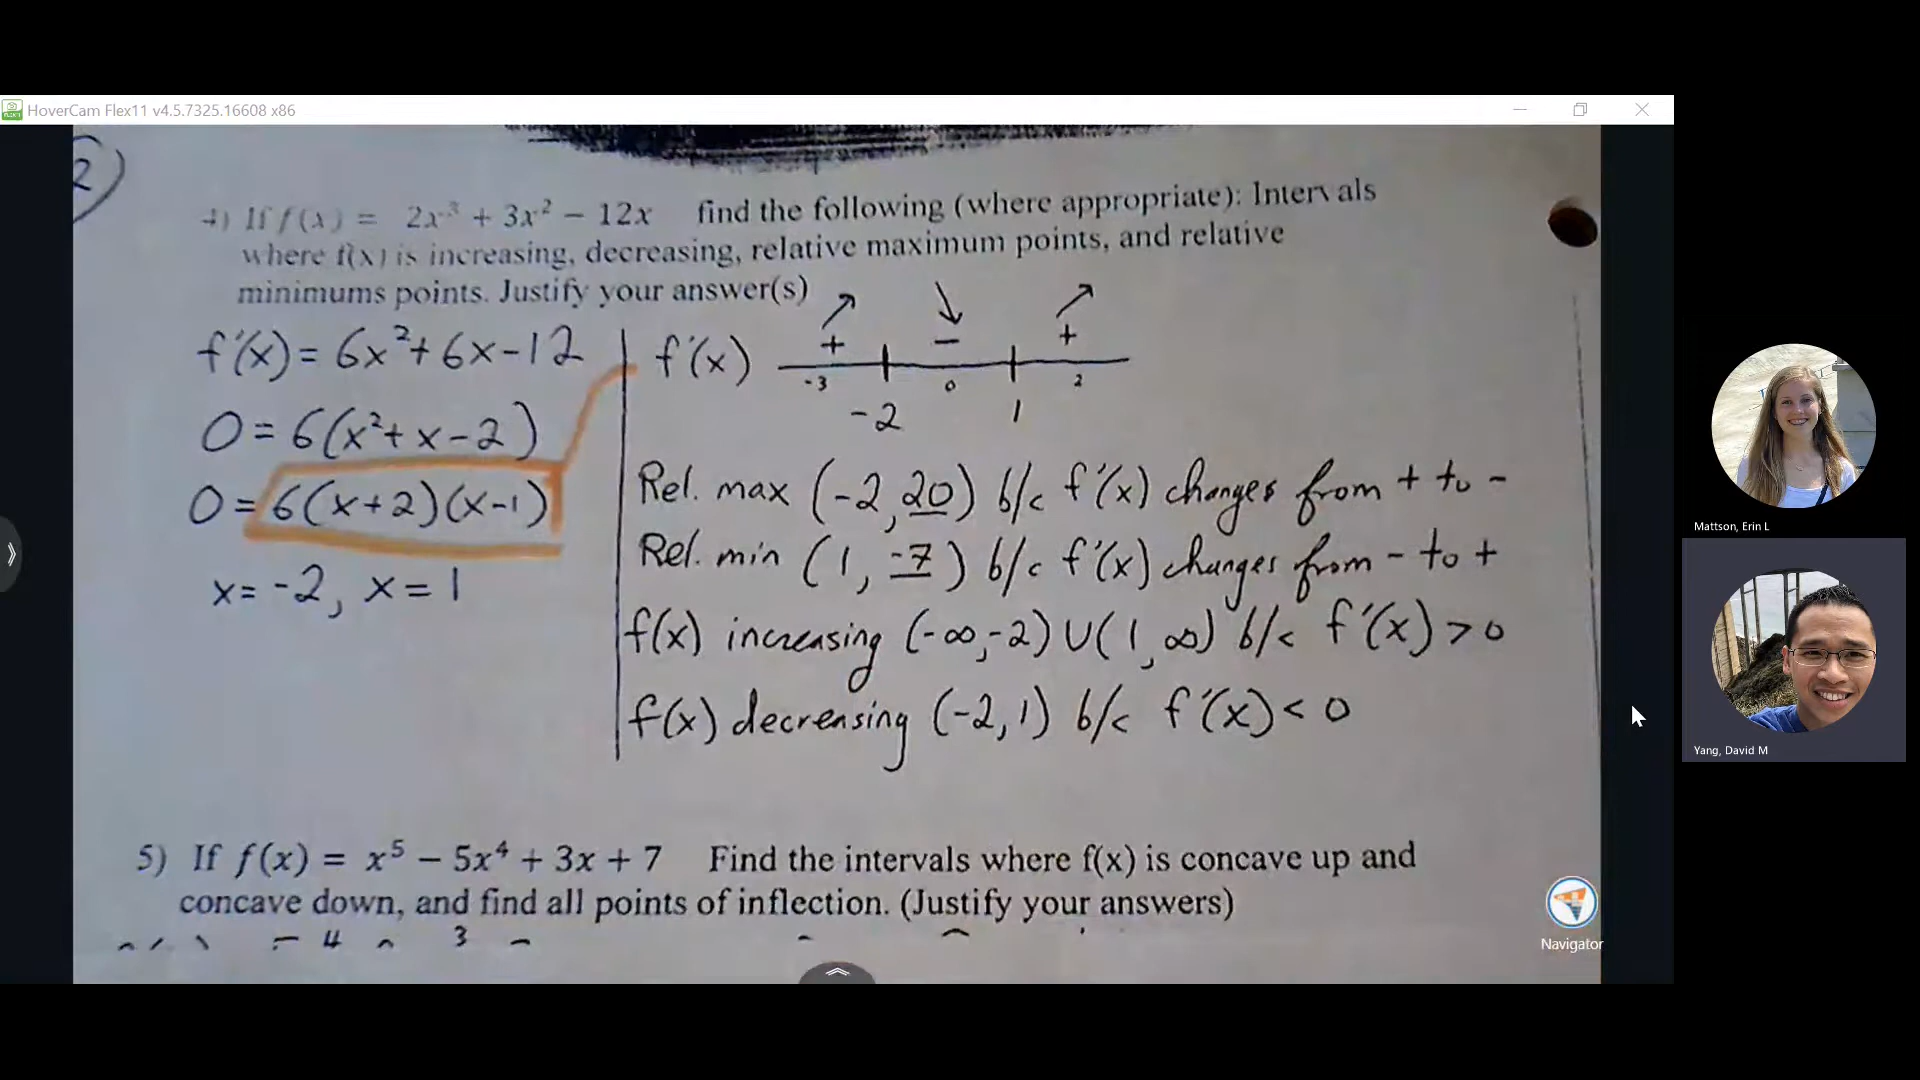 HoverCam Flex11 v4.5.7325.16608 x86
2)
4) If f(x) = 2x³ + 3x² − 12x find the following (where appropriate): Intervals
where f(x) is increasing, decreasing, relative maximum points, and relative
minimums points. Justify your answer(s)
f'(x) = 6x² + 6x - 12
0 = 6(x² + x - 2)
0 = 6(x+2)(x-1)
x = -2, x = 1
f'(x) + − +
-3 0 2
-2 1
Rel. max (-2, 20) b/c f'(x) changes from + to -
Rel. min (1, -7) b/c f'(x) changes from - to +
f(x) increasing (-∞,-2) ∪ (1, ∞) b/c f'(x) > 0
f(x) decreasing (-2, 1) b/c f'(x) < 0
5) If f(x) = x⁵ − 5x⁴ + 3x + 7 Find the intervals where f(x) is concave up and
concave down, and find all points of inflection. (Justify your answers)
Navigator
Mattson, Erin L
Yang, David M